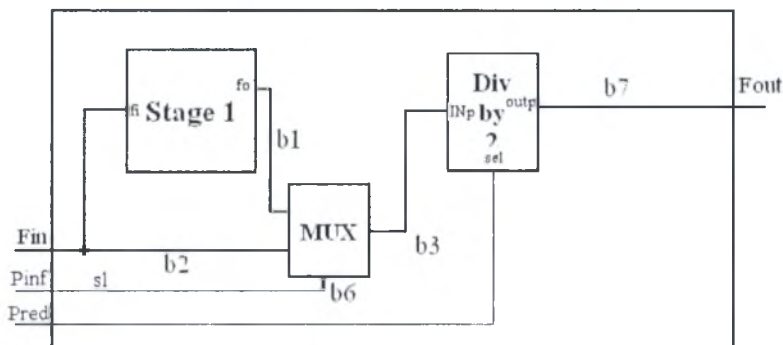 fi
Stage 1
fo
b1
Div
by
2
INp
outp
sel
b7
Fout
MUX
b3
Fin
b2
Pinf
s1
b6
Pred